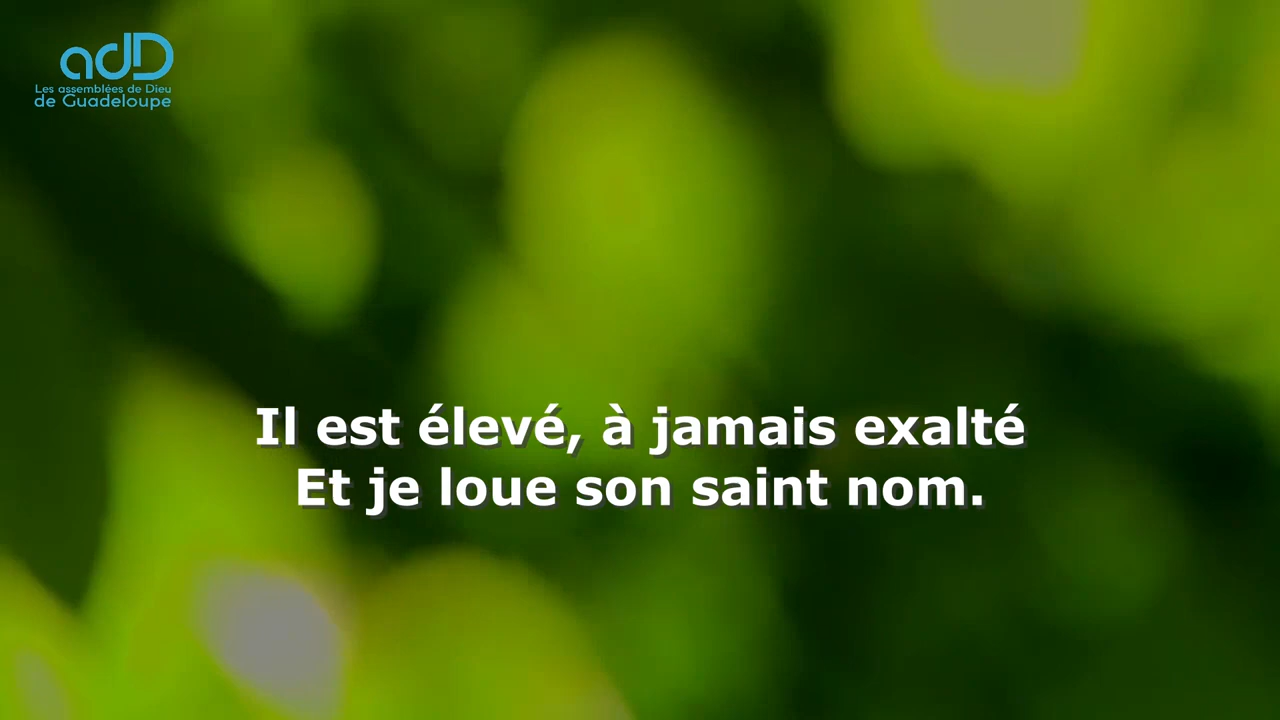 adD
Les assemblées de Dieu
de Guadeloupe
Il est élevé, à jamais exalté
Et je loue son saint nom.